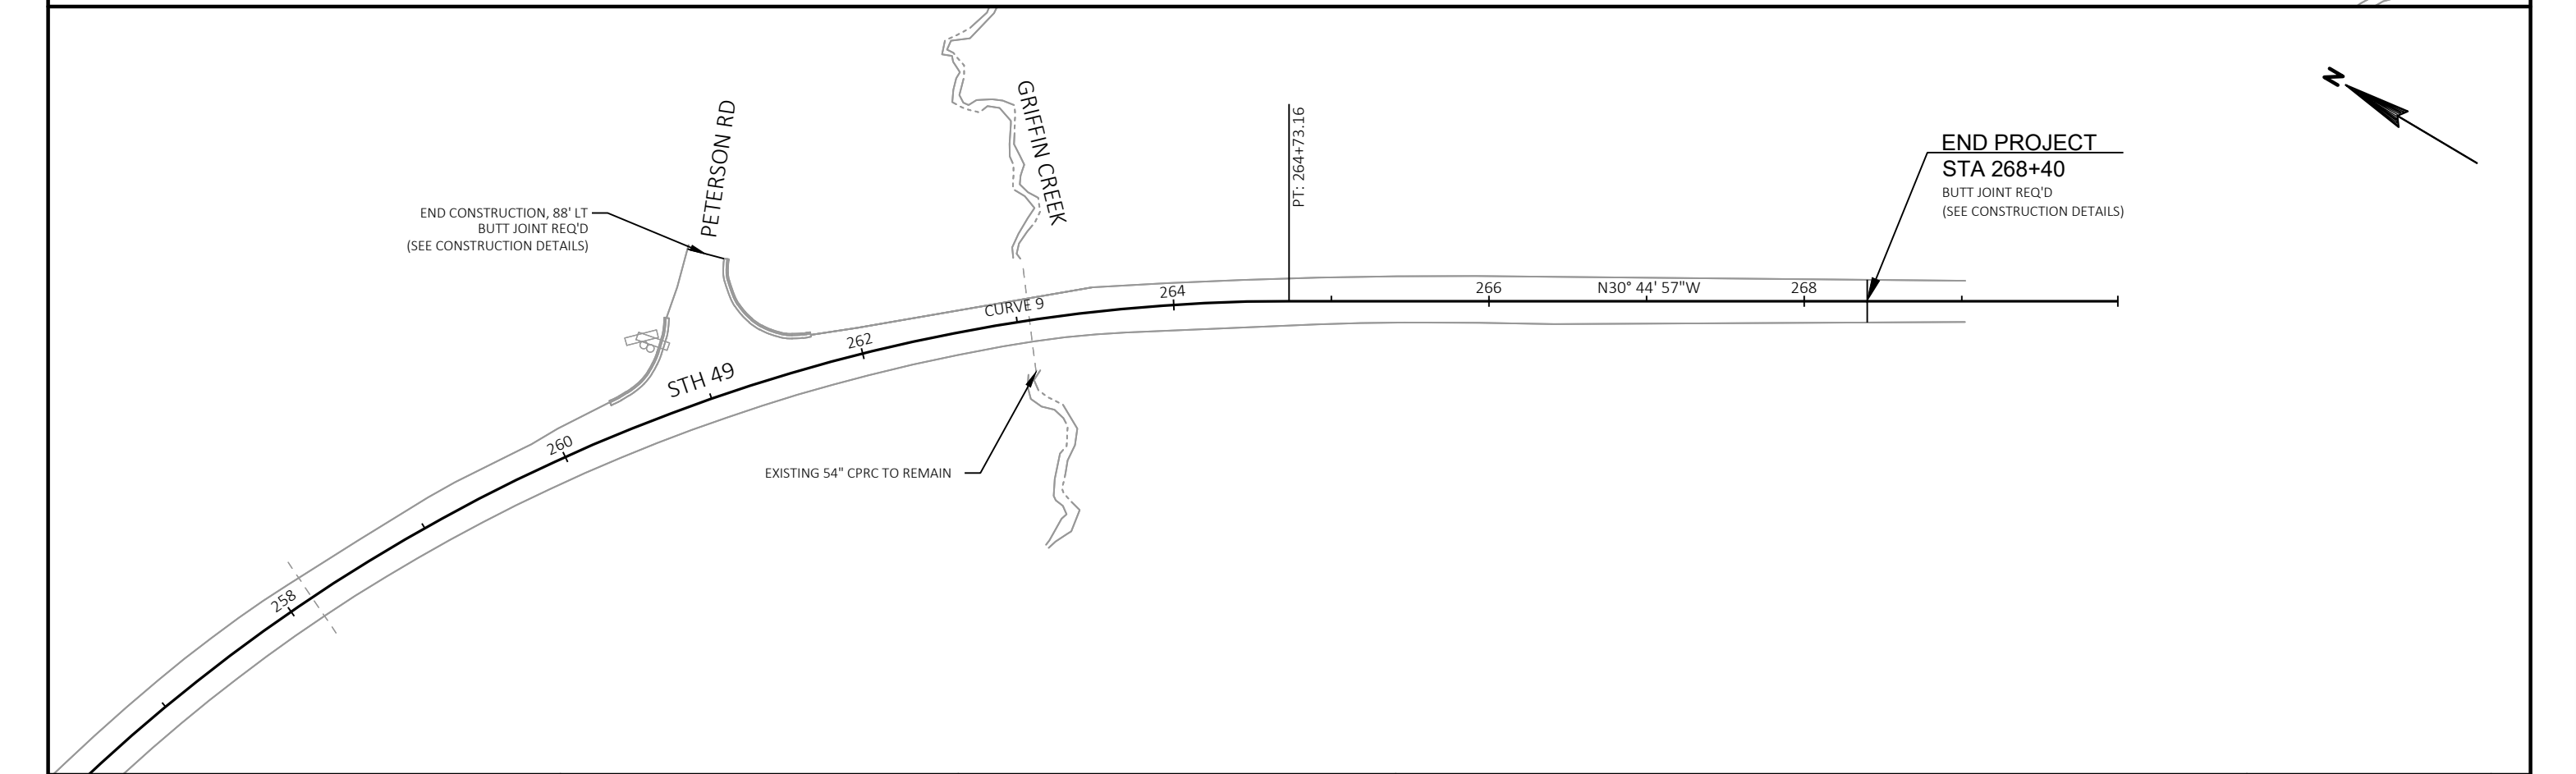 N
END PROJECT
STA 268+40
BUTT JOINT REQ'D
(SEE CONSTRUCTION DETAILS)
PETERSON RD
GRIFFIN CREEK
PT: 264+73.16
END CONSTRUCTION, 88' LT
BUTT JOINT REQ'D
(SEE CONSTRUCTION DETAILS)
264
266
N30° 44' 57"W
268
CURVE 9
262
STH 49
260
EXISTING 54" CPRC TO REMAIN
258